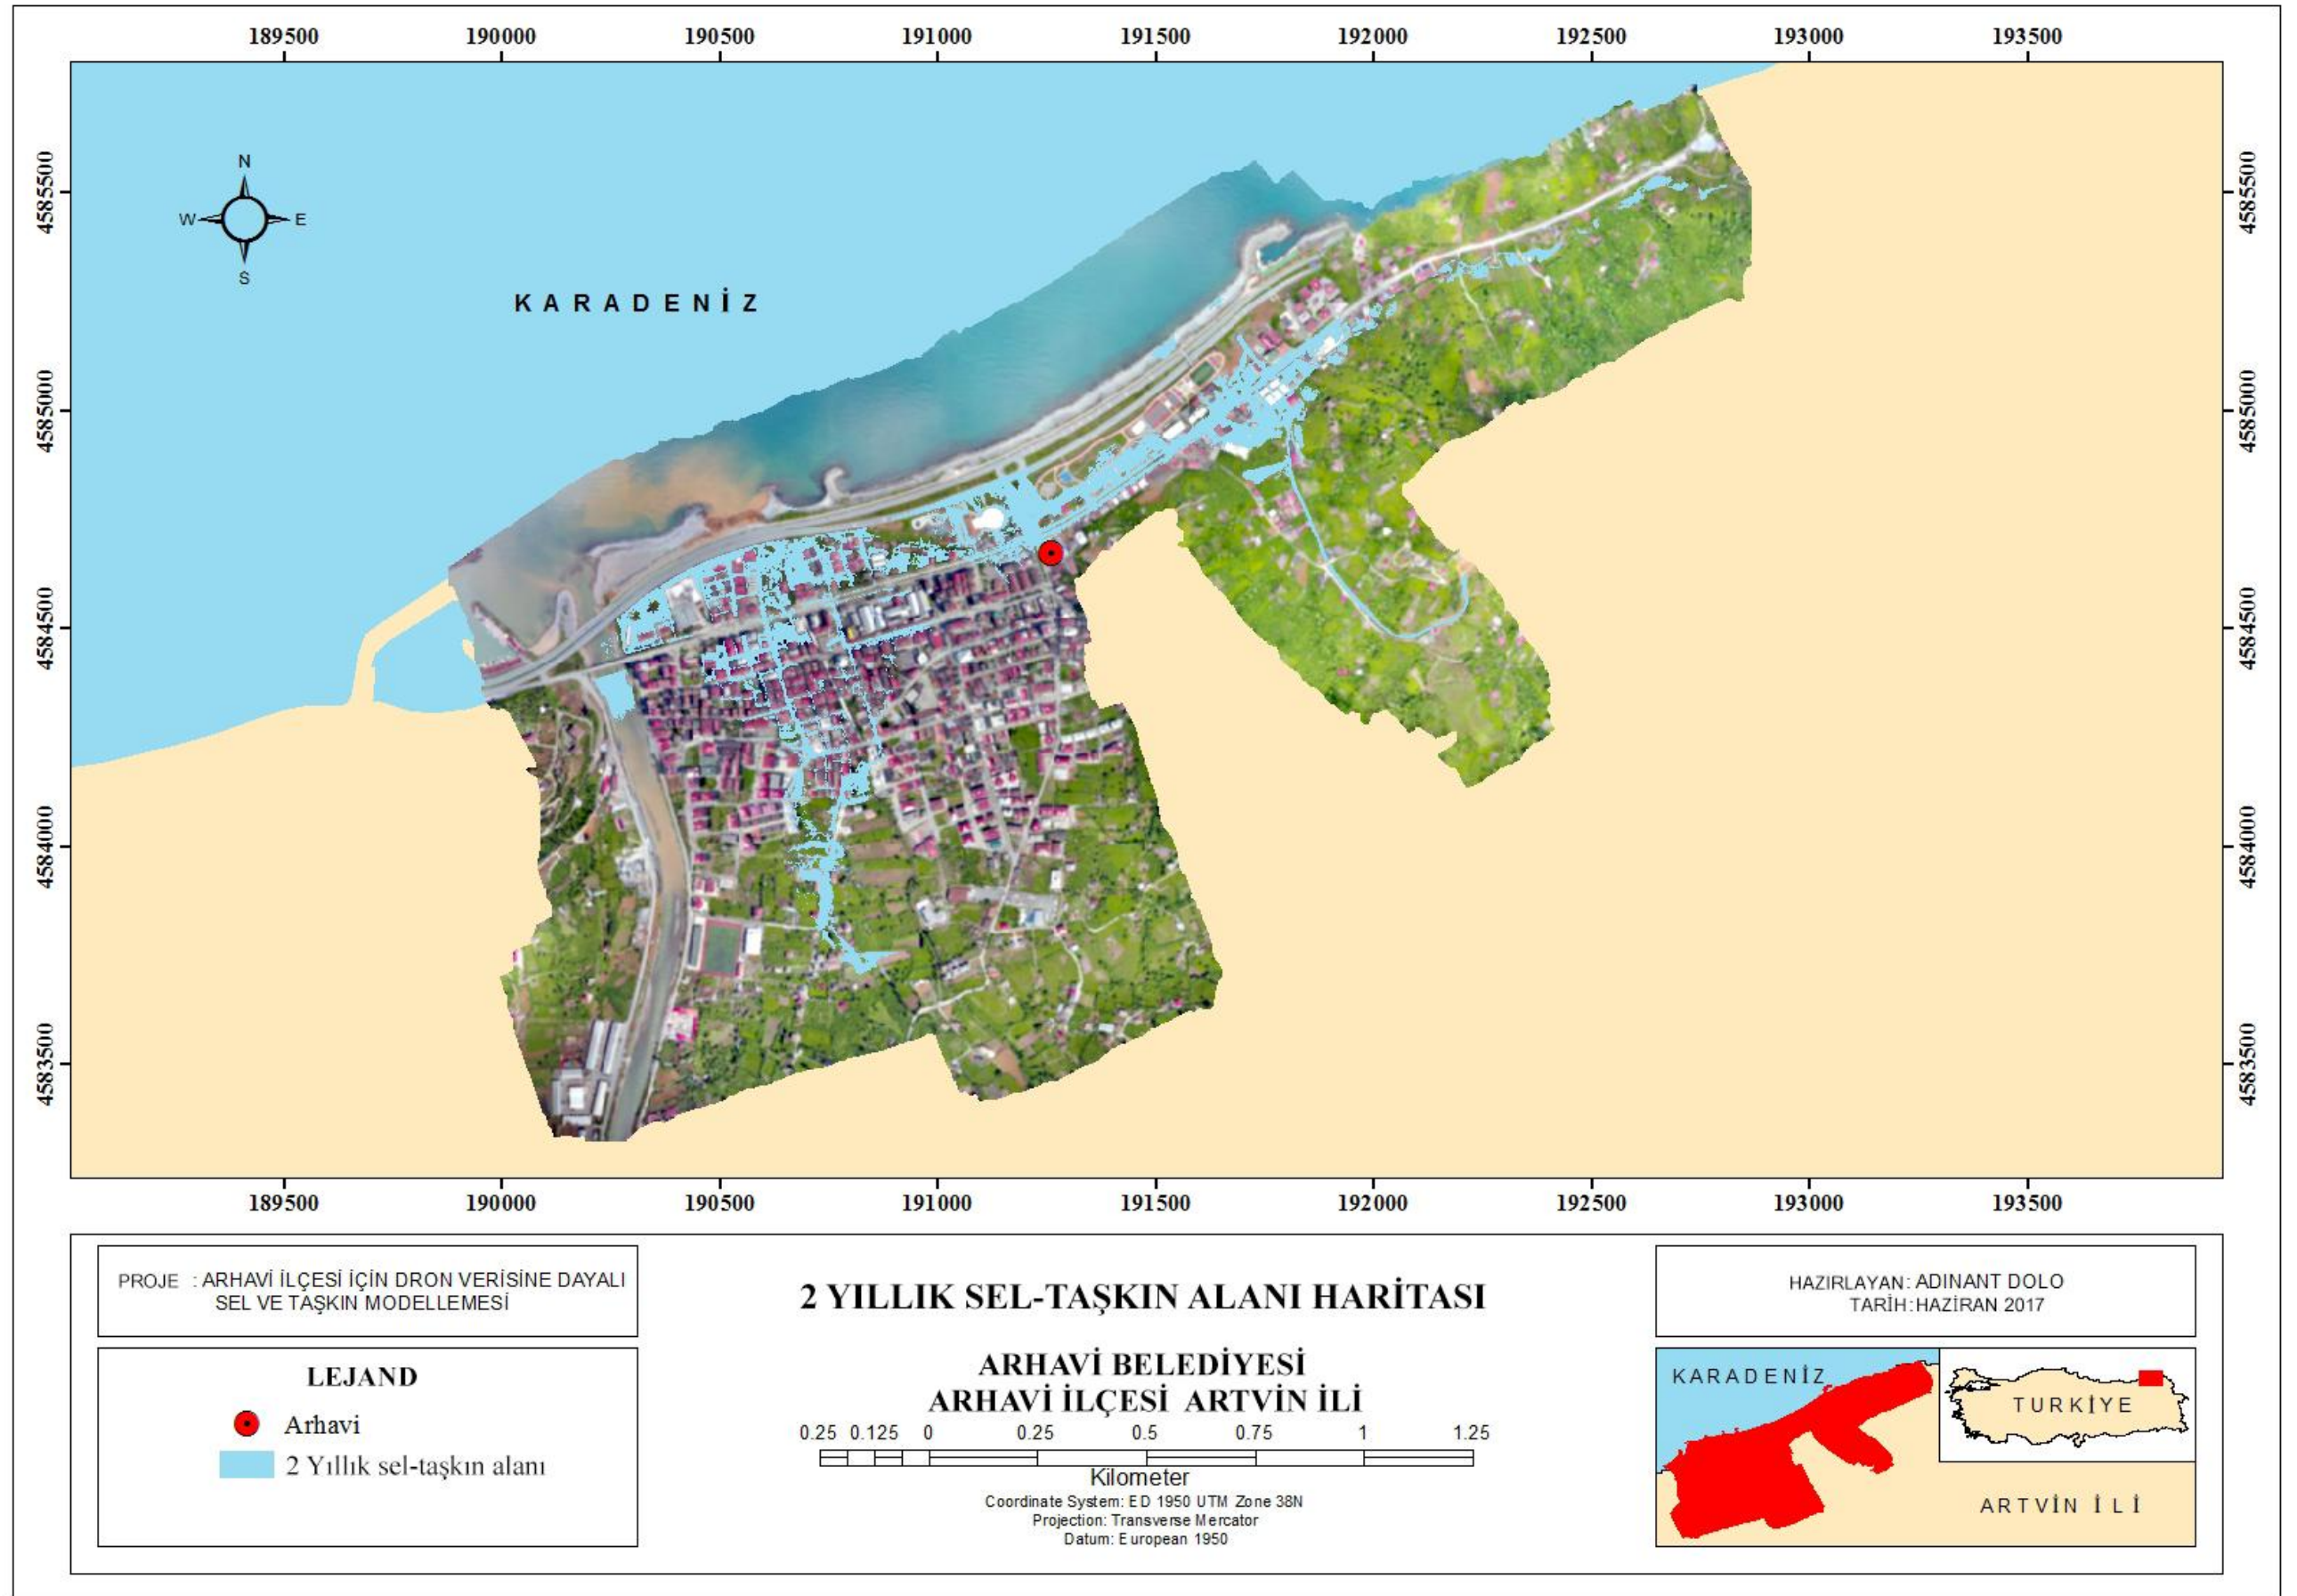 189500 190000 190500 191000 191500 192000 192500 193000 193500
4585500
4585000
4584500
4584000
4583500
N
W E
S
KARADENİZ
4585500
4585000
4584500
4584000
4583500
189500 190000 190500 191000 191500 192000 192500 193000 193500
PROJE : ARHAVİ İLÇESİ İÇİN DRON VERİSİNE DAYALI
SEL VE TAŞKIN MODELLEMESİ
LEJAND
Arhavi
2 Yıllık sel-taşkın alanı
2 YILLIK SEL-TAŞKIN ALANI HARİTASI
ARHAVİ BELEDİYESİ
ARHAVİ İLÇESİ ARTVİN İLİ
0.25 0.125 0 0.25 0.5 0.75 1 1.25
Kilometer
Coordinate System: ED 1950 UTM Zone 38N
Projection: Transverse Mercator
Datum: European 1950
HAZIRLAYAN: ADINANT DOLO
TARİH:HAZİRAN 2017
KARADENİZ
TURKİYE
ARTVİN İLİ